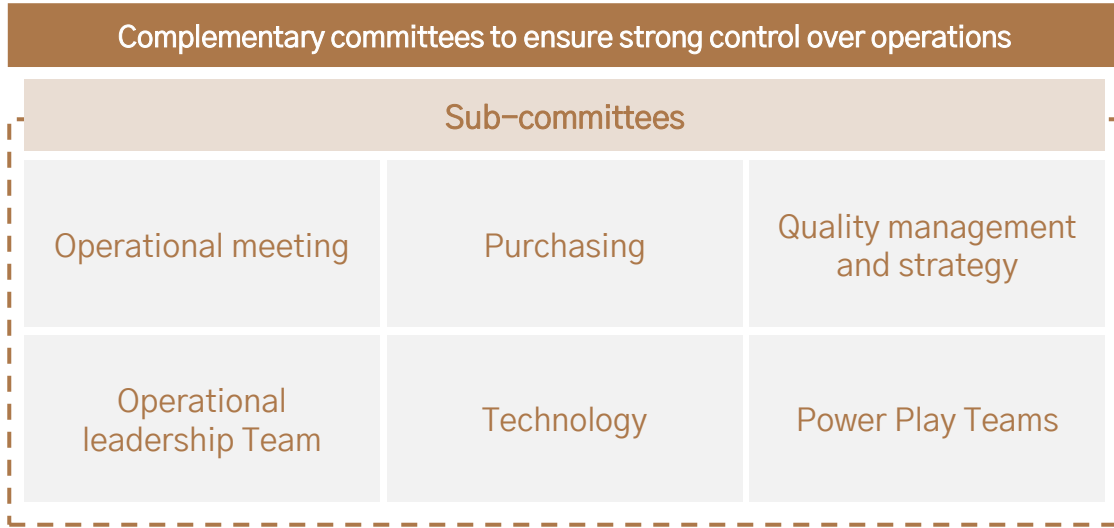 Complementary committees to ensure strong control over operations
Sub-committees
Operational meeting
Purchasing
Quality management
and strategy
Operational
leadership Team
Technology
Power Play Teams